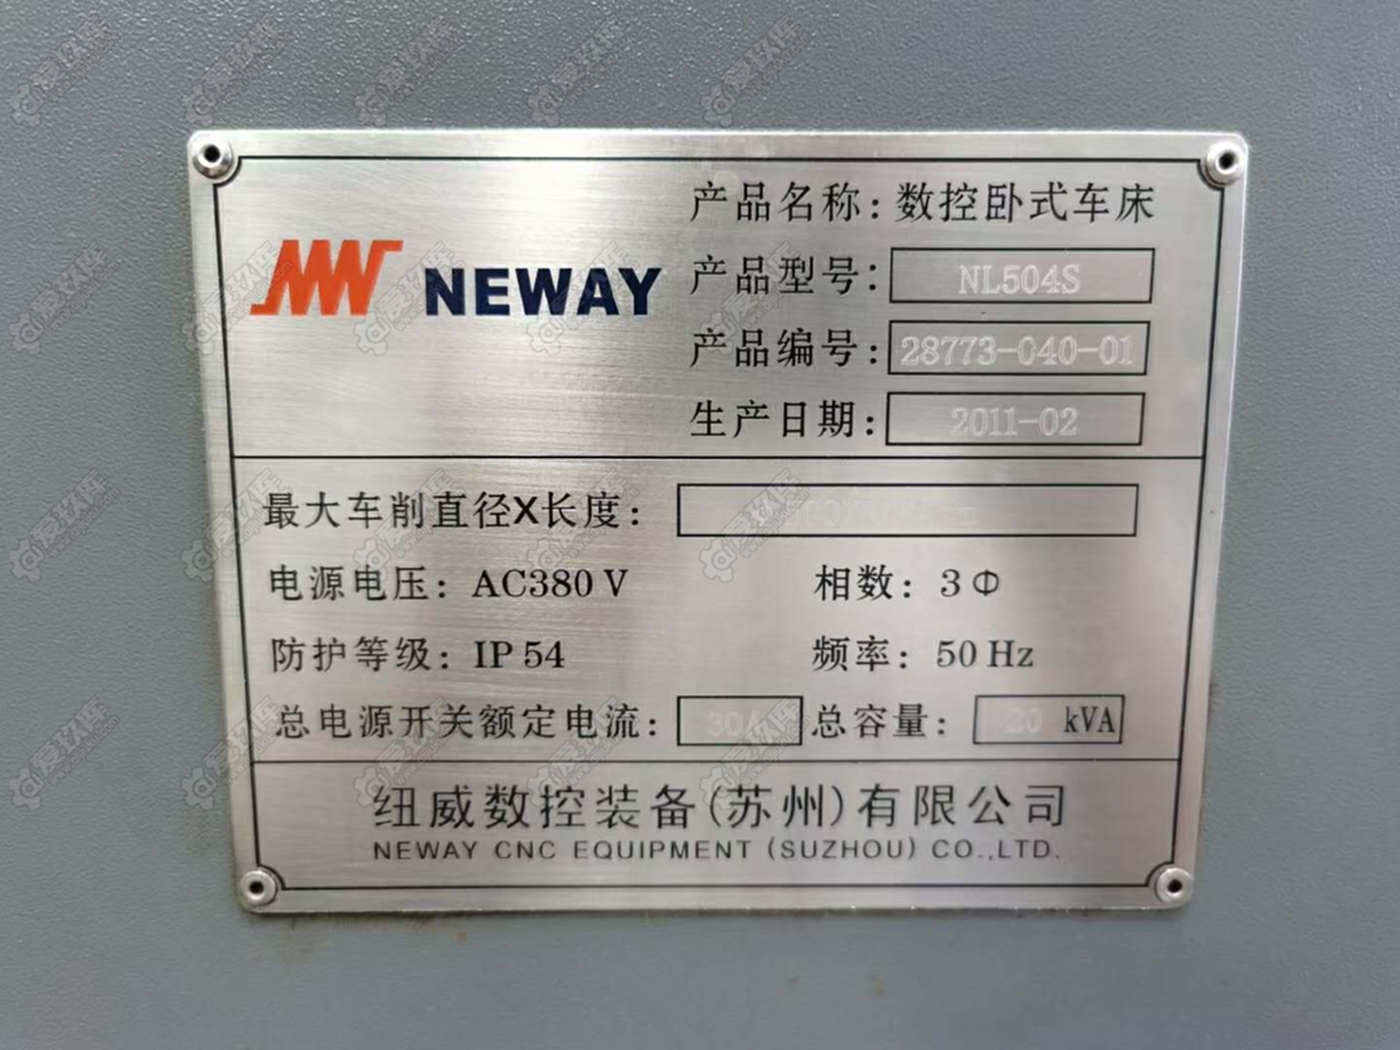 产品名称：数控卧式车床
NEWAY
产品型号：NL504S
产品编号：28773-040-01
生产日期：2011-02
最大车削直径X长度：
电源电压：AC380 V 相数：3Φ
防护等级：IP 54 频率：50 Hz
总电源开关额定电流：30A 总容量：20 kVA
纽威数控装备(苏州)有限公司
NEWAY CNC EQUIPMENT (SUZHOU) CO.,LTD.
爱玖库